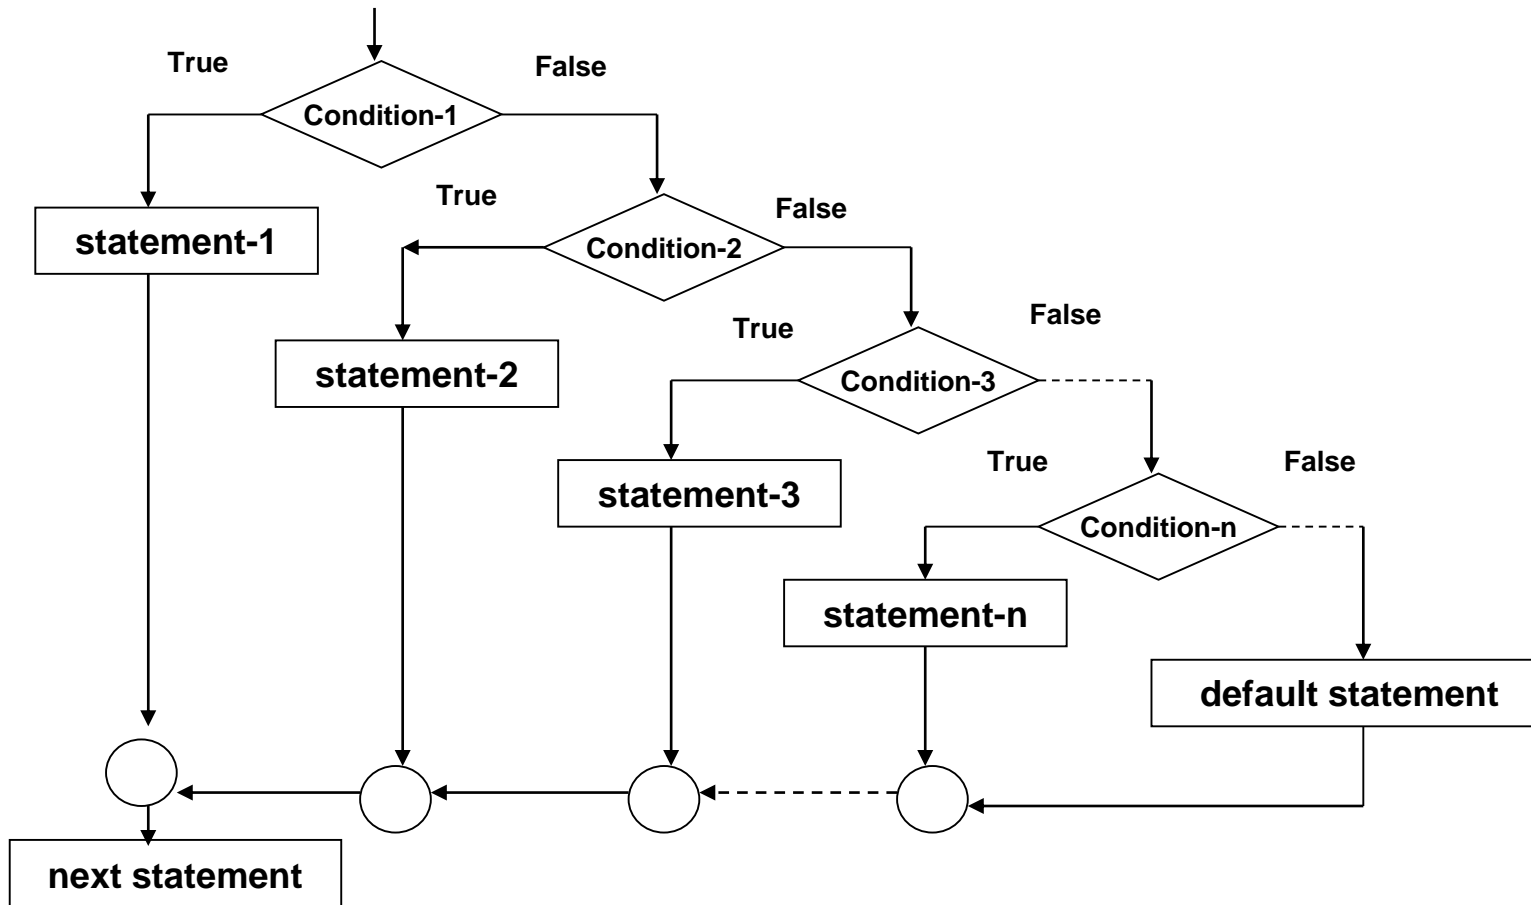 True
False
Condition-1
True
False
statement-1
Condition-2
True
False
statement-2
Condition-3
True
False
statement-3
Condition-n
statement-n
default statement
next statement